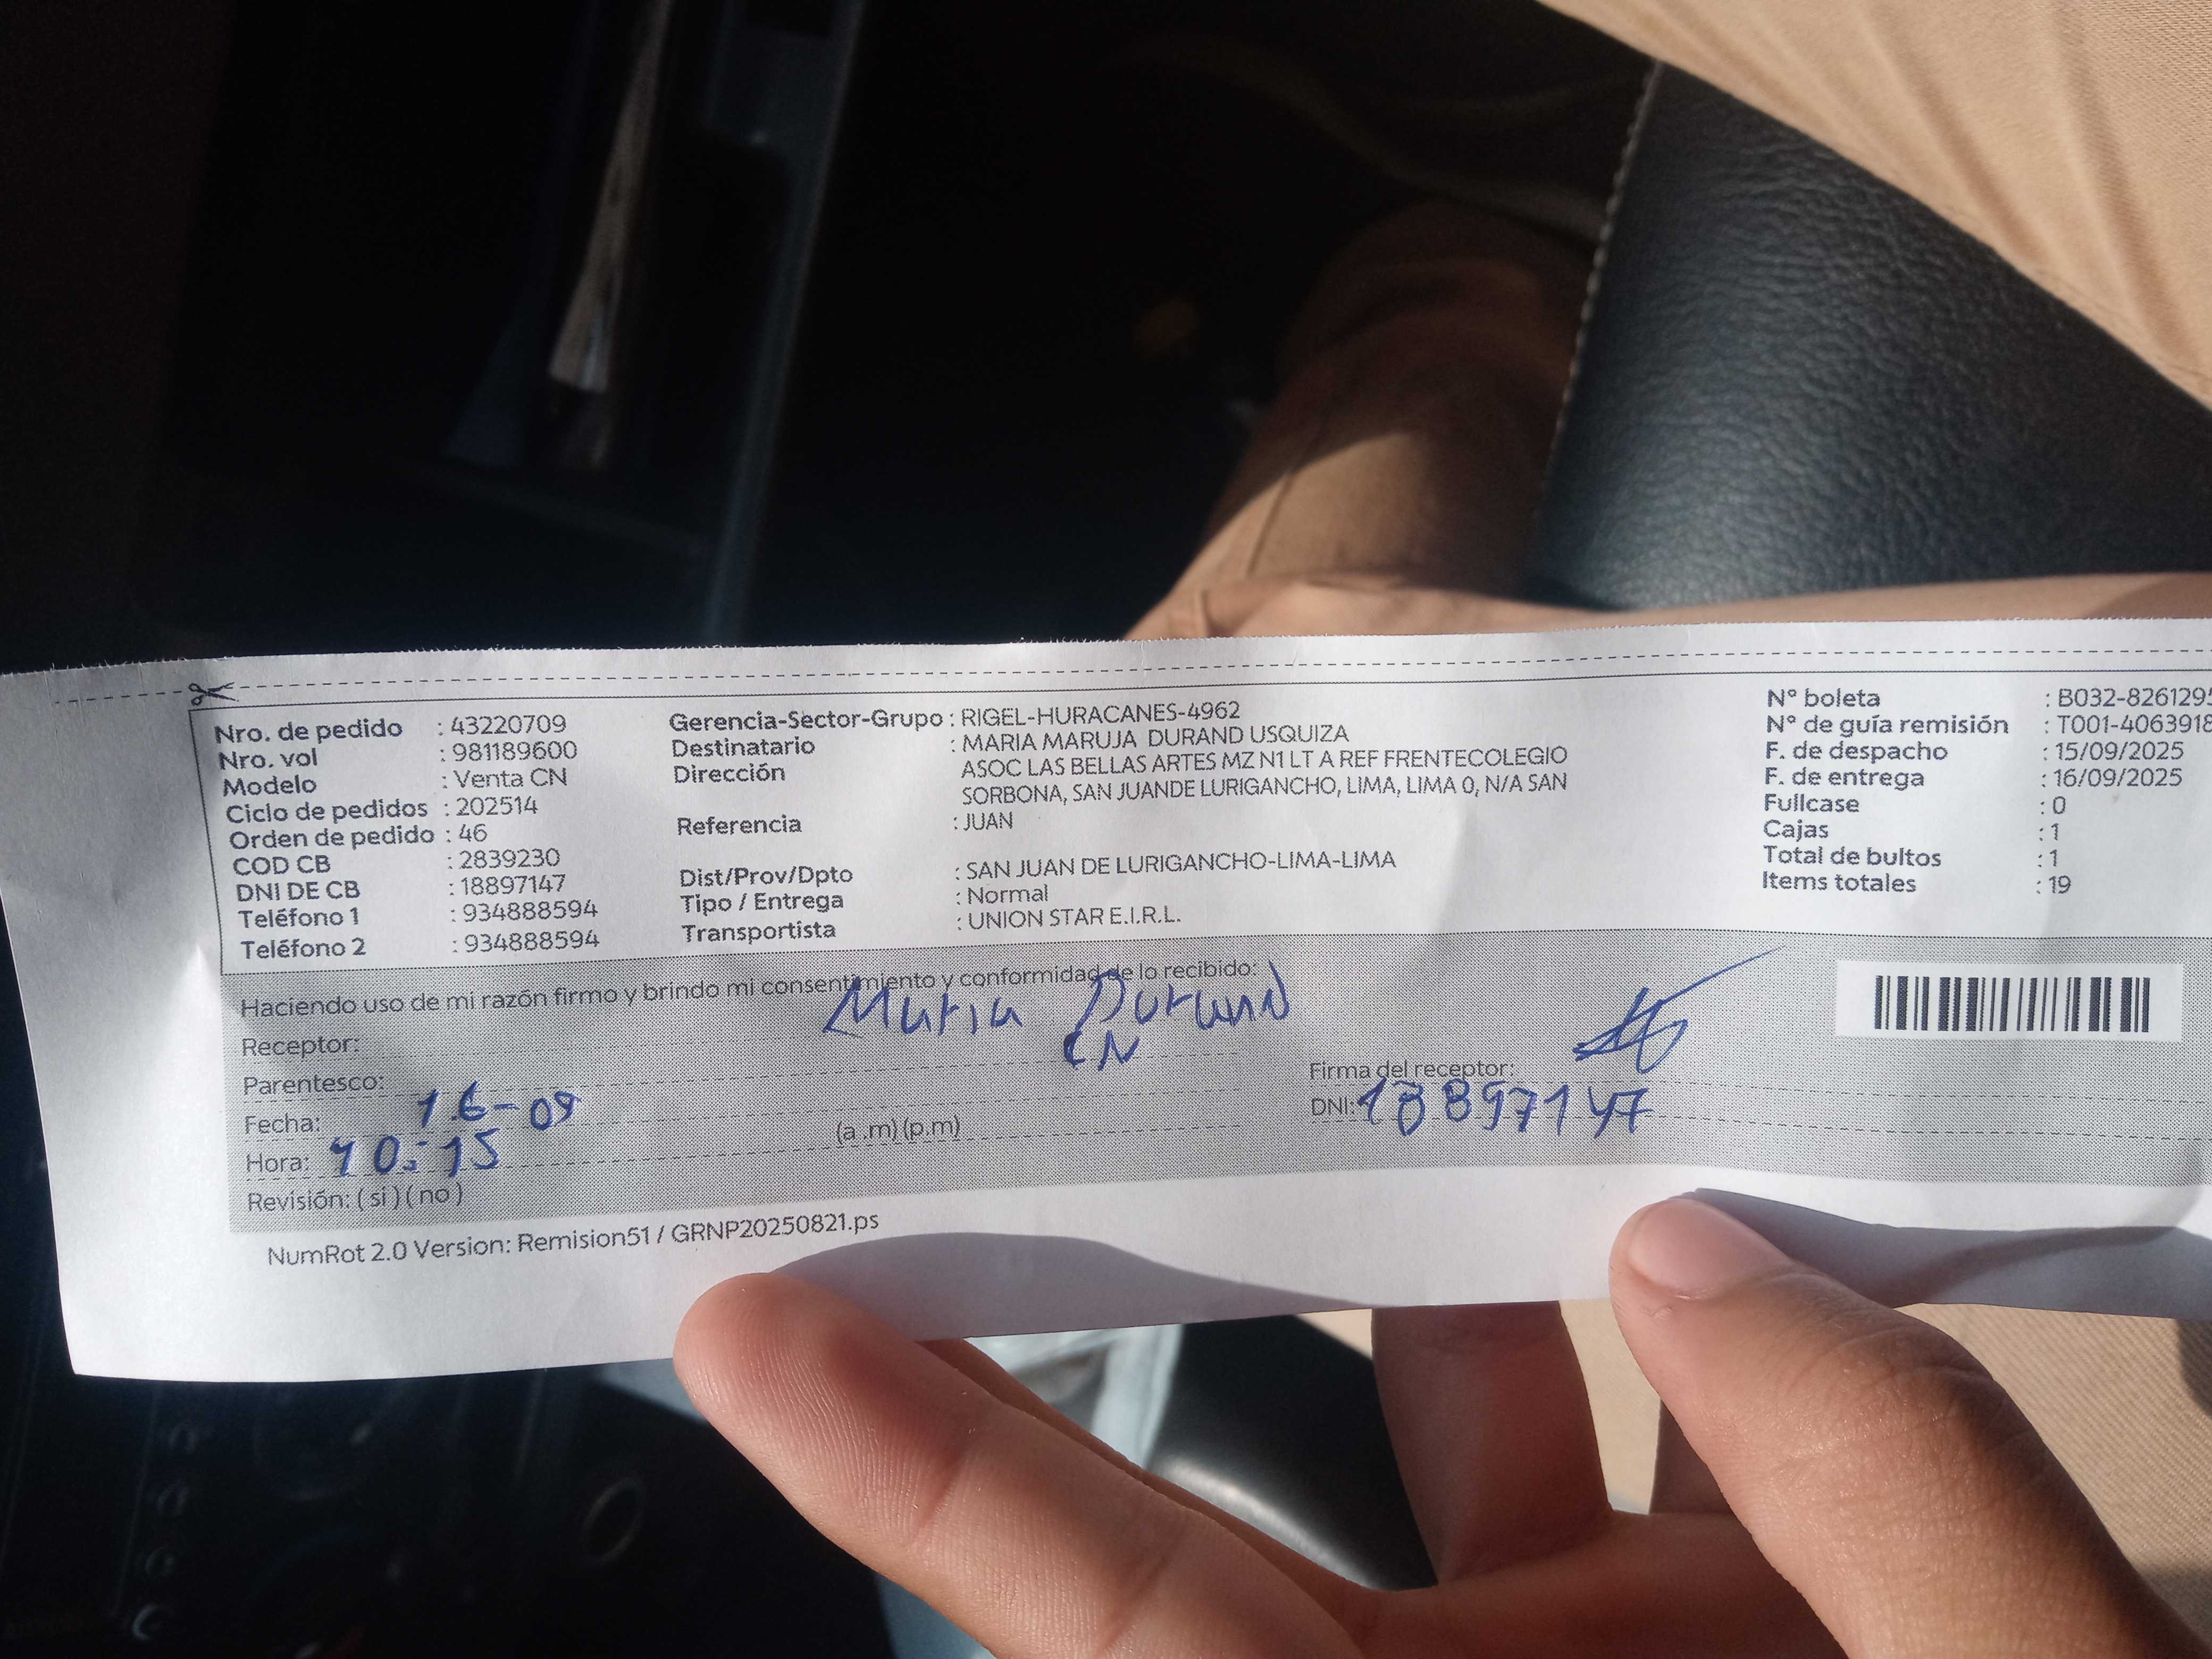 Nro. de pedido : 43220709
Nro. vol : 981189600
Modelo : Venta CN
Ciclo de pedidos : 202514
Orden de pedido : 46
COD CB : 2839230
DNI DE CB : 18897147
Teléfono 1 : 934888594
Teléfono 2 : 934888594
Gerencia-Sector-Grupo : RIGEL-HURACANES-4962
Destinatario : MARIA MARUJA DURAND USQUIZA
Dirección ASOC LAS BELLAS ARTES MZ N1 LT A REF FRENTECOLEGIO
SORBONA, SAN JUANDE LURIGANCHO, LIMA, LIMA 0, N/A SAN
Referencia : JUAN
Dist/Prov/Dpto : SAN JUAN DE LURIGANCHO-LIMA-LIMA
Tipo / Entrega : Normal
Transportista : UNION STAR E.I.R.L.
N° boleta : B032-8261295
N° de guía remisión : T001-4063918
F. de despacho : 15/09/2025
F. de entrega : 16/09/2025
Fullcase : 0
Cajas : 1
Total de bultos : 1
Items totales : 19
Haciendo uso de mi razón firmo y brindo mi consentimiento y conformidad de lo recibido:
Receptor: Maria Durand
Parentesco: CN
Firma del receptor:
Fecha: 16-09
DNI: 18897147
Hora: 10:15 (a .m) (p.m)
Revisión: ( si ) ( no )
NumRot 2.0 Version: Remision51 / GRNP20250821.ps